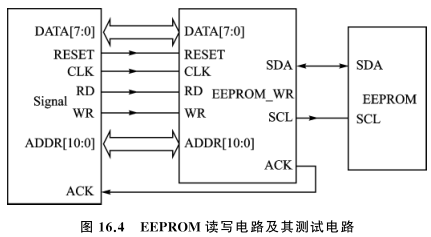 DATA[7:0] DATA[7:0]
RESET RESET
CLK CLK SDA SDA
RD RD
Signal EEPROM_WR EEPROM
WR WR SCL SCL
ADDR[10:0] ADDR[10:0]
ACK
ACK
图 16.4 EEPROM 读写电路及其测试电路